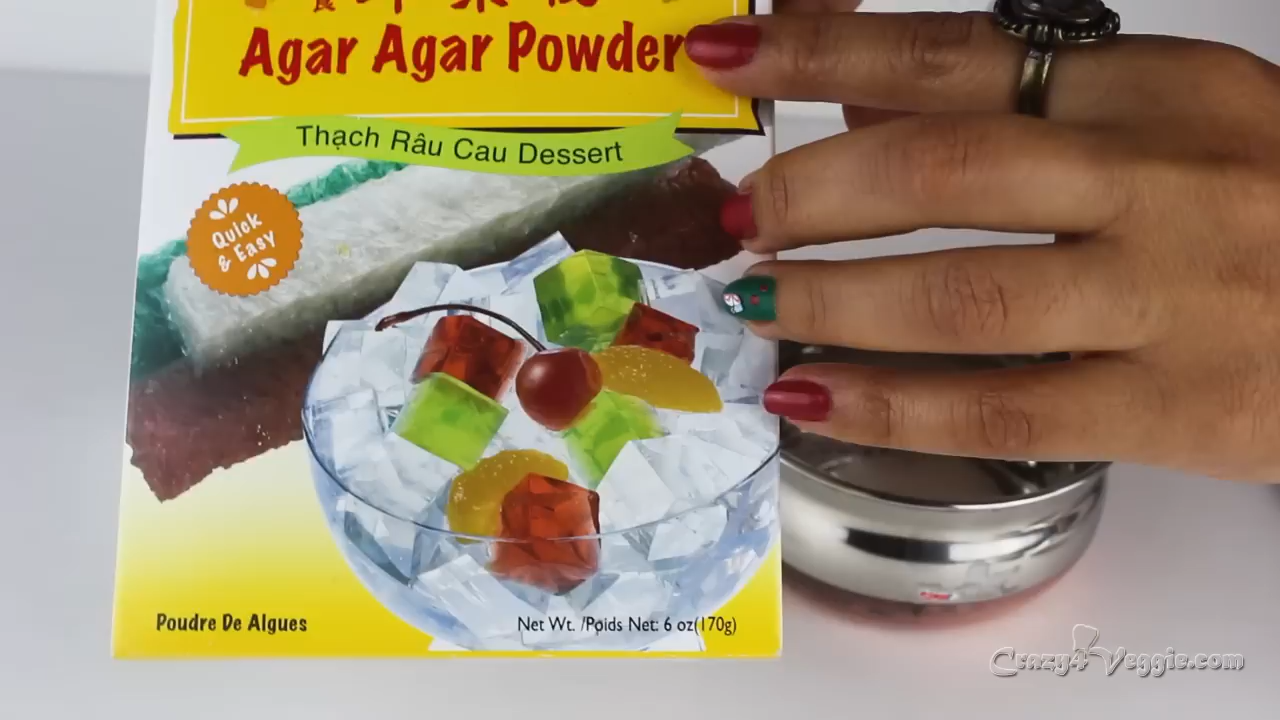 Agar Agar Powder
Thạch Râu Cau Dessert
Quick
& Easy
Poudre De Algues
Net Wt. /Poids Net: 6 oz(170g)
Crazy4Veggie.com